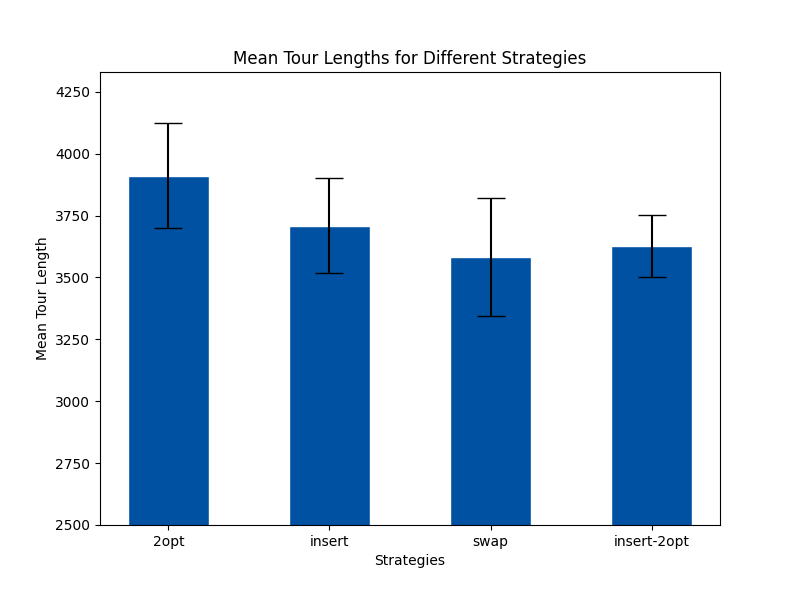 Mean Tour Lengths for Different Strategies
Mean Tour Length
4250
4000
3750
3500
3250
3000
2750
2500
2opt insert swap insert-2opt
Strategies